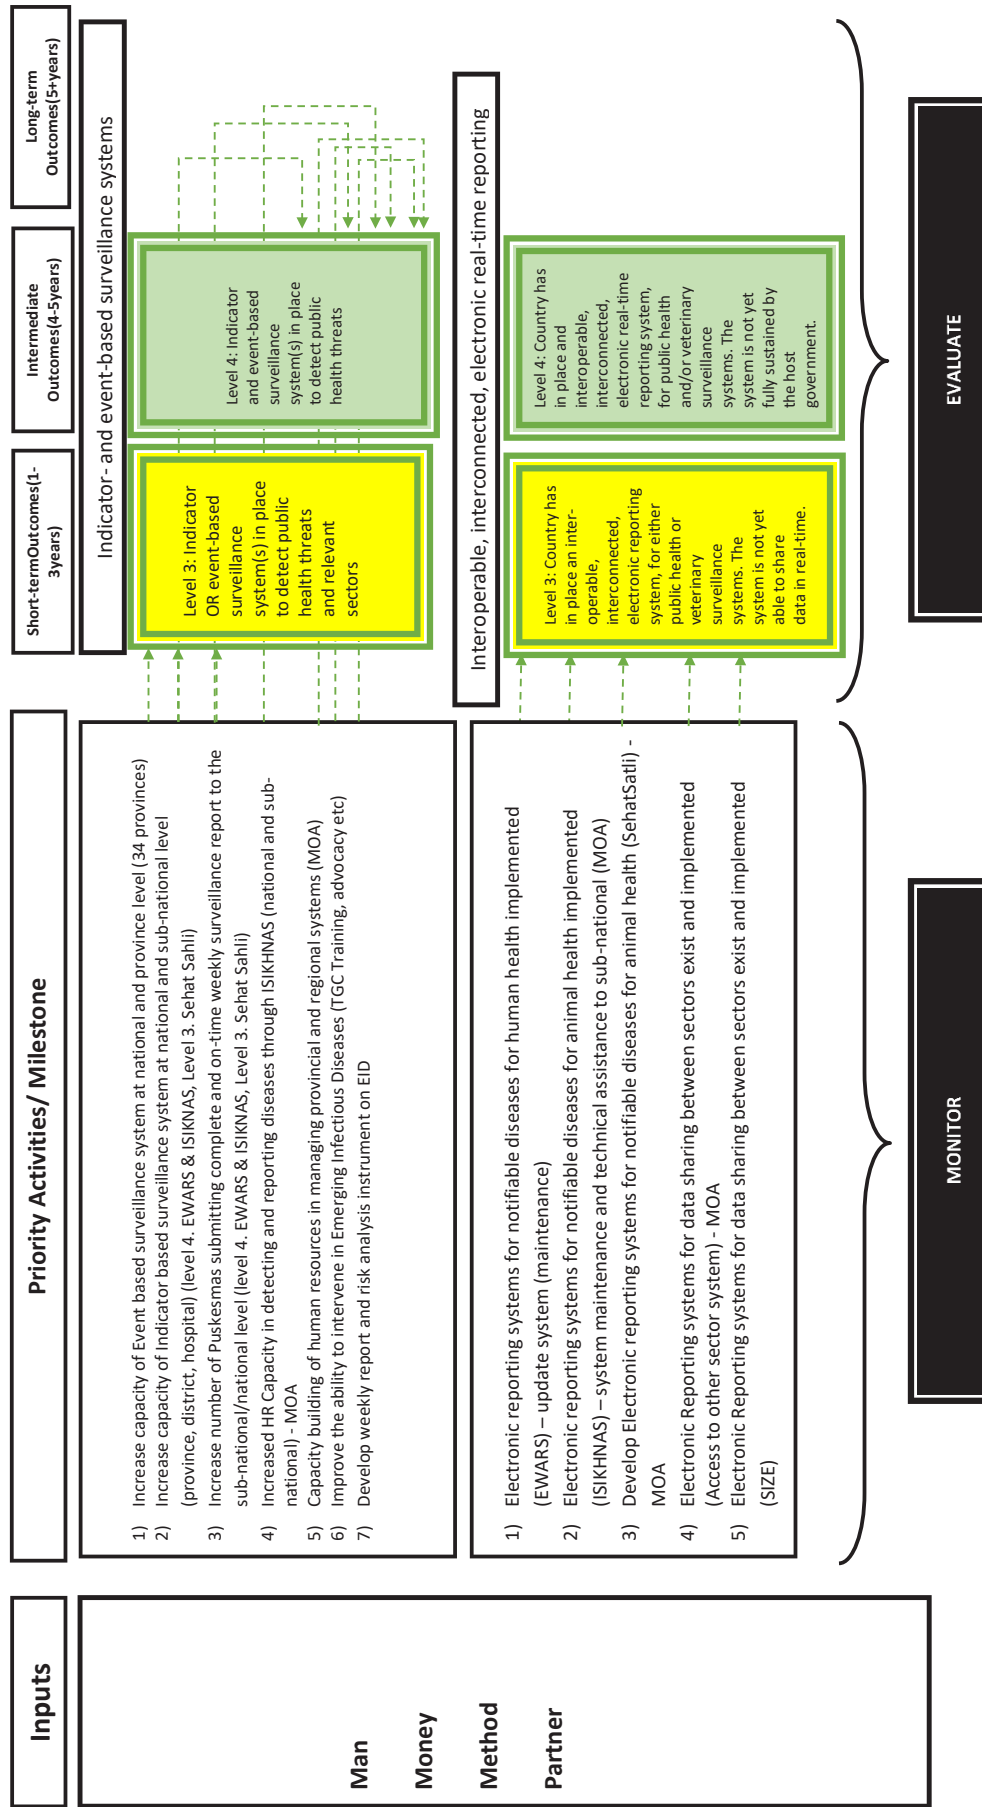 Inputs
Man
Money
Method
Partner
Priority Activities/ Milestone
1) Increase capacity of Event based surveillance system at national and province level (34 provinces)
2) Increase capacity of Indicator based surveillance system at national and sub-national level
(province, district, hospital) (level 4. EWARS & ISIKNAS, Level 3. Sehat Sahli)
3) Increase number of Puskesmas submitting complete and on-time weekly surveillance report to the
sub-national/national level (level 4. EWARS & ISIKNAS, Level 3. Sehat Sahli)
4) Increased HR Capacity in detecting and reporting diseases through ISIKHNAS (national and sub-
national) - MOA
5) Capacity building of human resources in managing provincial and regional systems (MOA)
6) Improve the ability to intervene in Emerging Infectious Diseases (TGC Training, advocacy etc)
7) Develop weekly report and risk analysis instrument on EID
1) Electronic reporting systems for notifiable diseases for human health implemented
(EWARS) – update system (maintenance)
2) Electronic reporting systems for notifiable diseases for animal health implemented
(ISIKHNAS) – system maintenance and technical assistance to sub-national (MOA)
3) Develop Electronic reporting systems for notifiable diseases for animal health (SehatSatli) -
MOA
4) Electronic Reporting systems for data sharing between sectors exist and implemented
(Access to other sector system) - MOA
5) Electronic Reporting systems for data sharing between sectors exist and implemented
(SIZE)
MONITOR
Short-termOutcomes(1-
3years)
Intermediate
Outcomes(4-5years)
Long-term
Outcomes(5+years)
Indicator- and event-based surveillance systems
Level 3: Indicator
OR event-based
surveillance
system(s) in place
to detect public
health threats
and relevant
sectors
Level 4: Indicator
and event-based
surveillance
system(s) in place
to detect public
health threats
Interoperable, interconnected, electronic real-time reporting
Level 3: Country has
in place an inter-
operable,
interconnected,
electronic reporting
system, for either
public health or
veterinary
surveillance
systems. The
system is not yet
able to share
data in real-time.
Level 4: Country has
in place and
interoperable,
interconnected,
electronic real-time
reporting system,
for public health
and/or veterinary
surveillance
systems. The
system is not yet
fully sustained by
the host
government.
EVALUATE